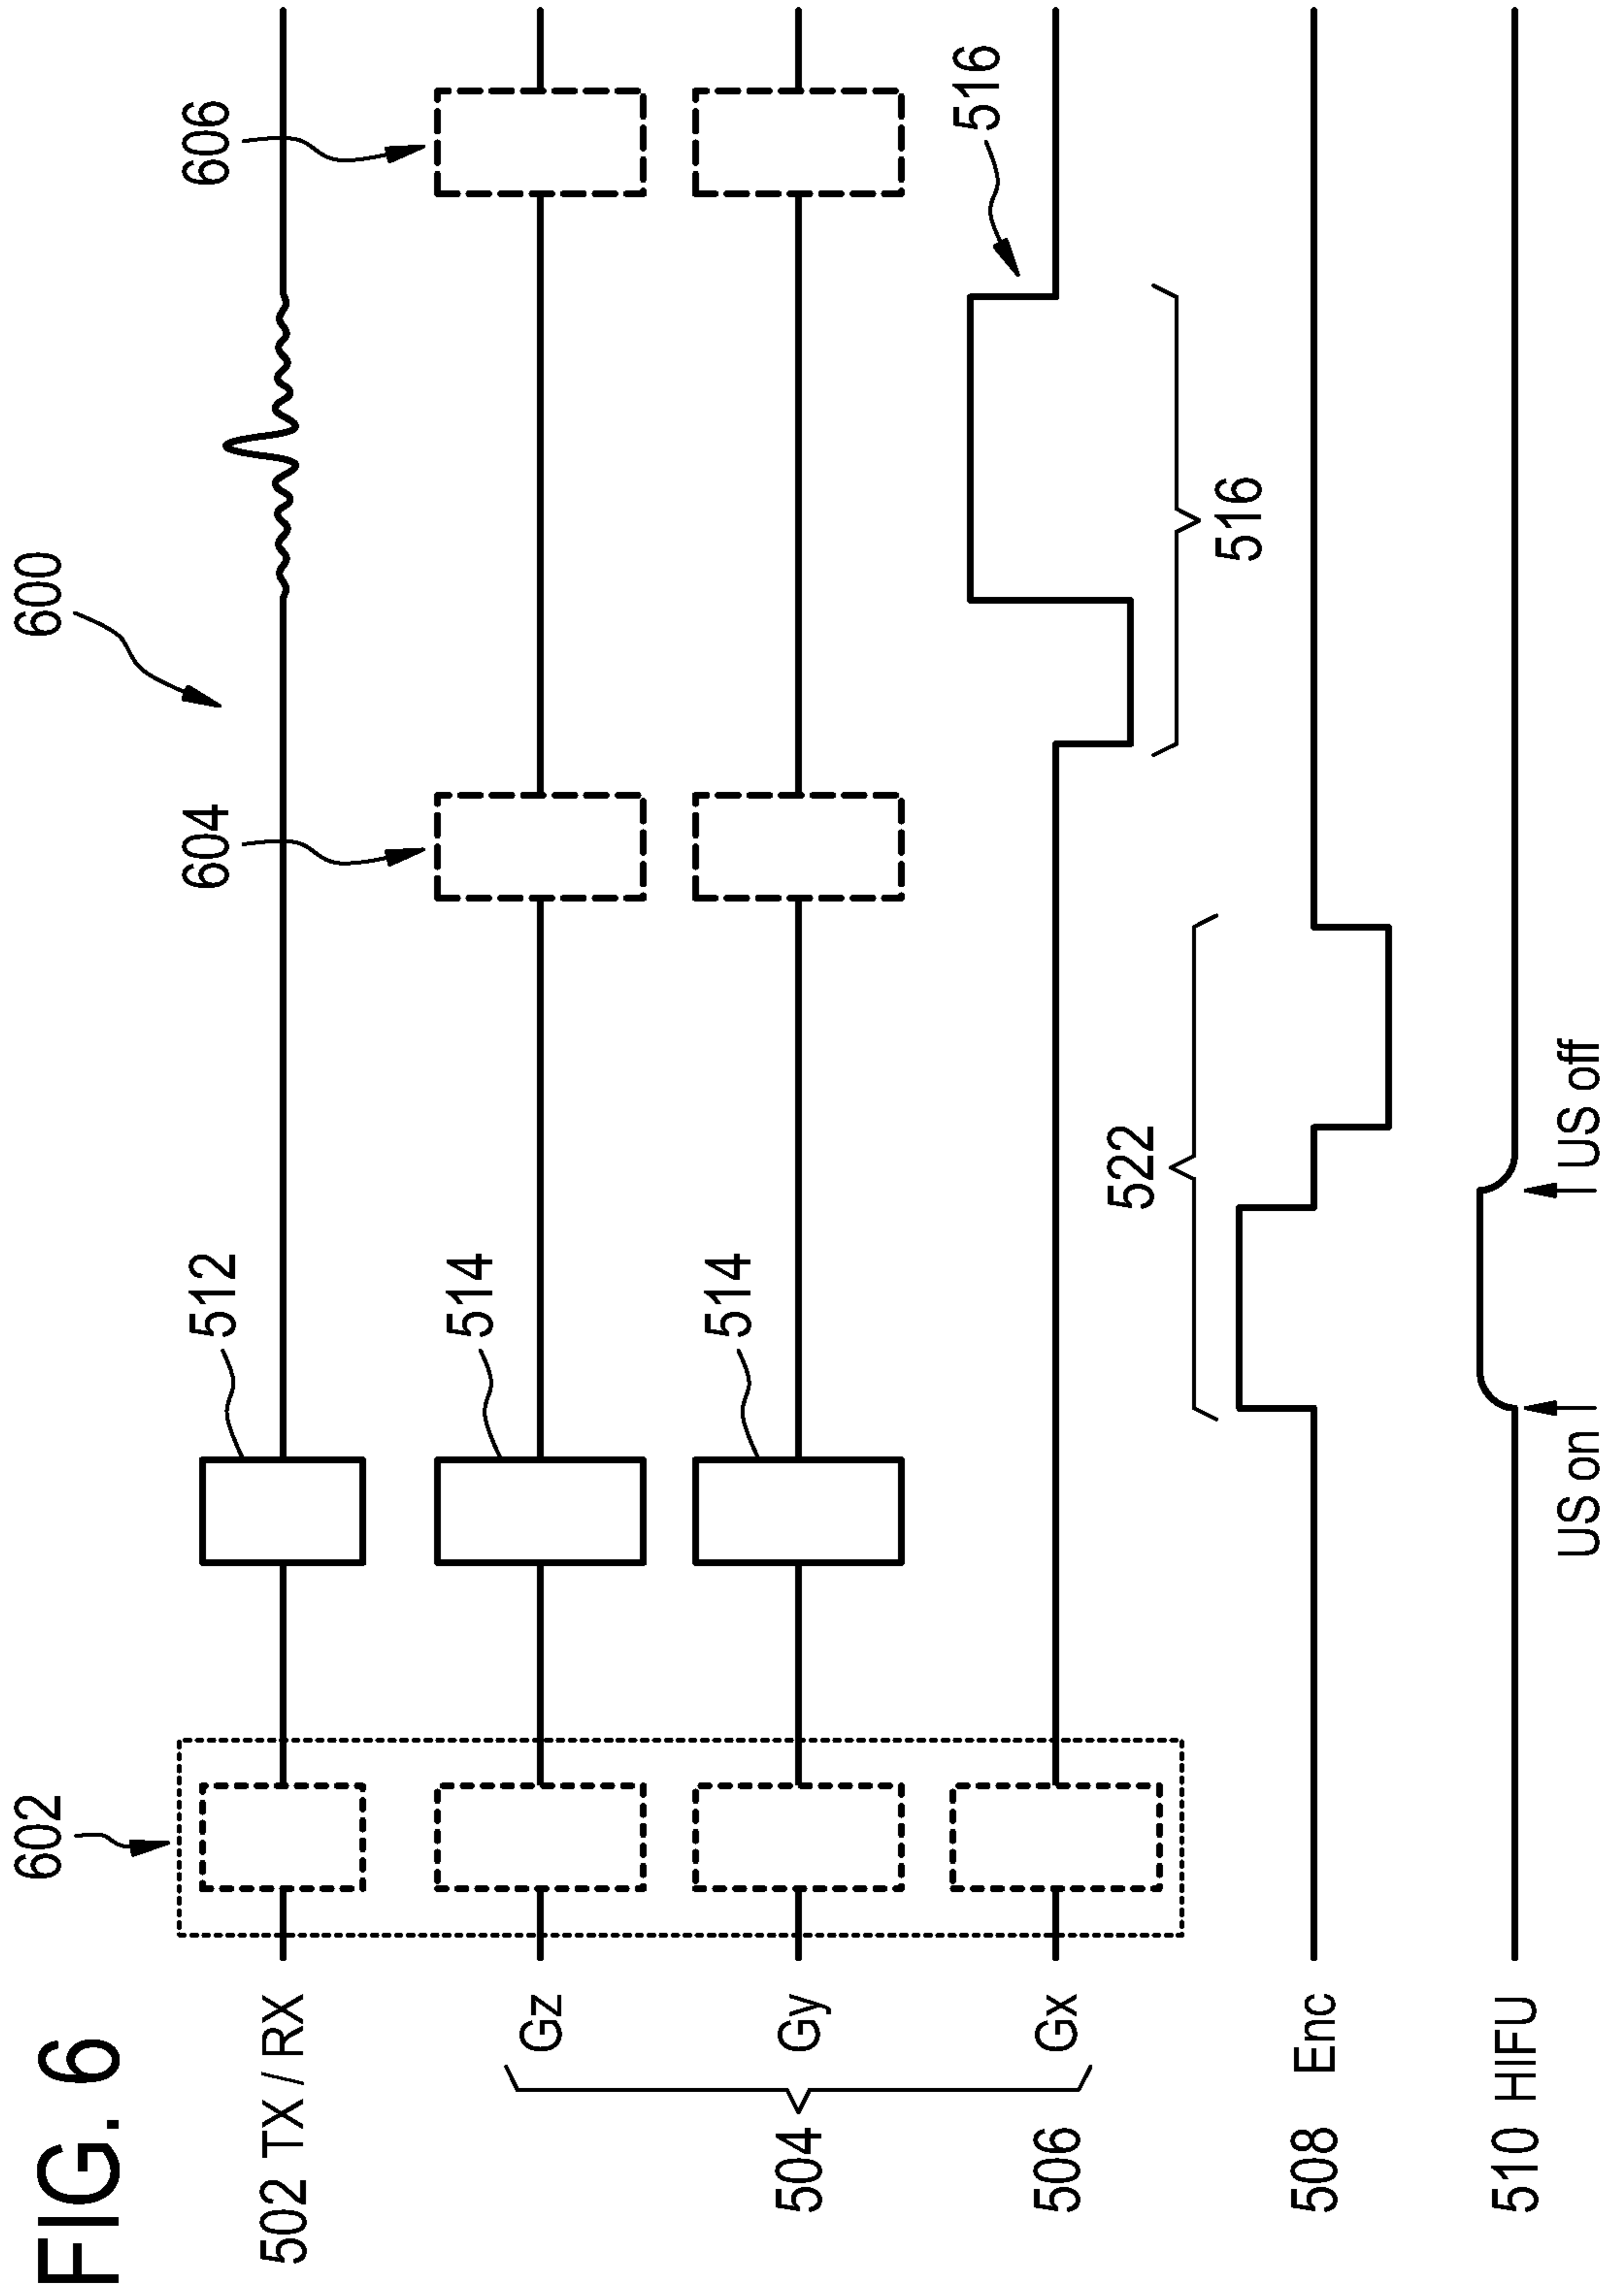 FIG. 6
600
602
604
606
502 TX / RX
512
Gz
514
504
Gy
514
506 Gx
516
516
522
508 Enc
510 HIFU
US on
US off